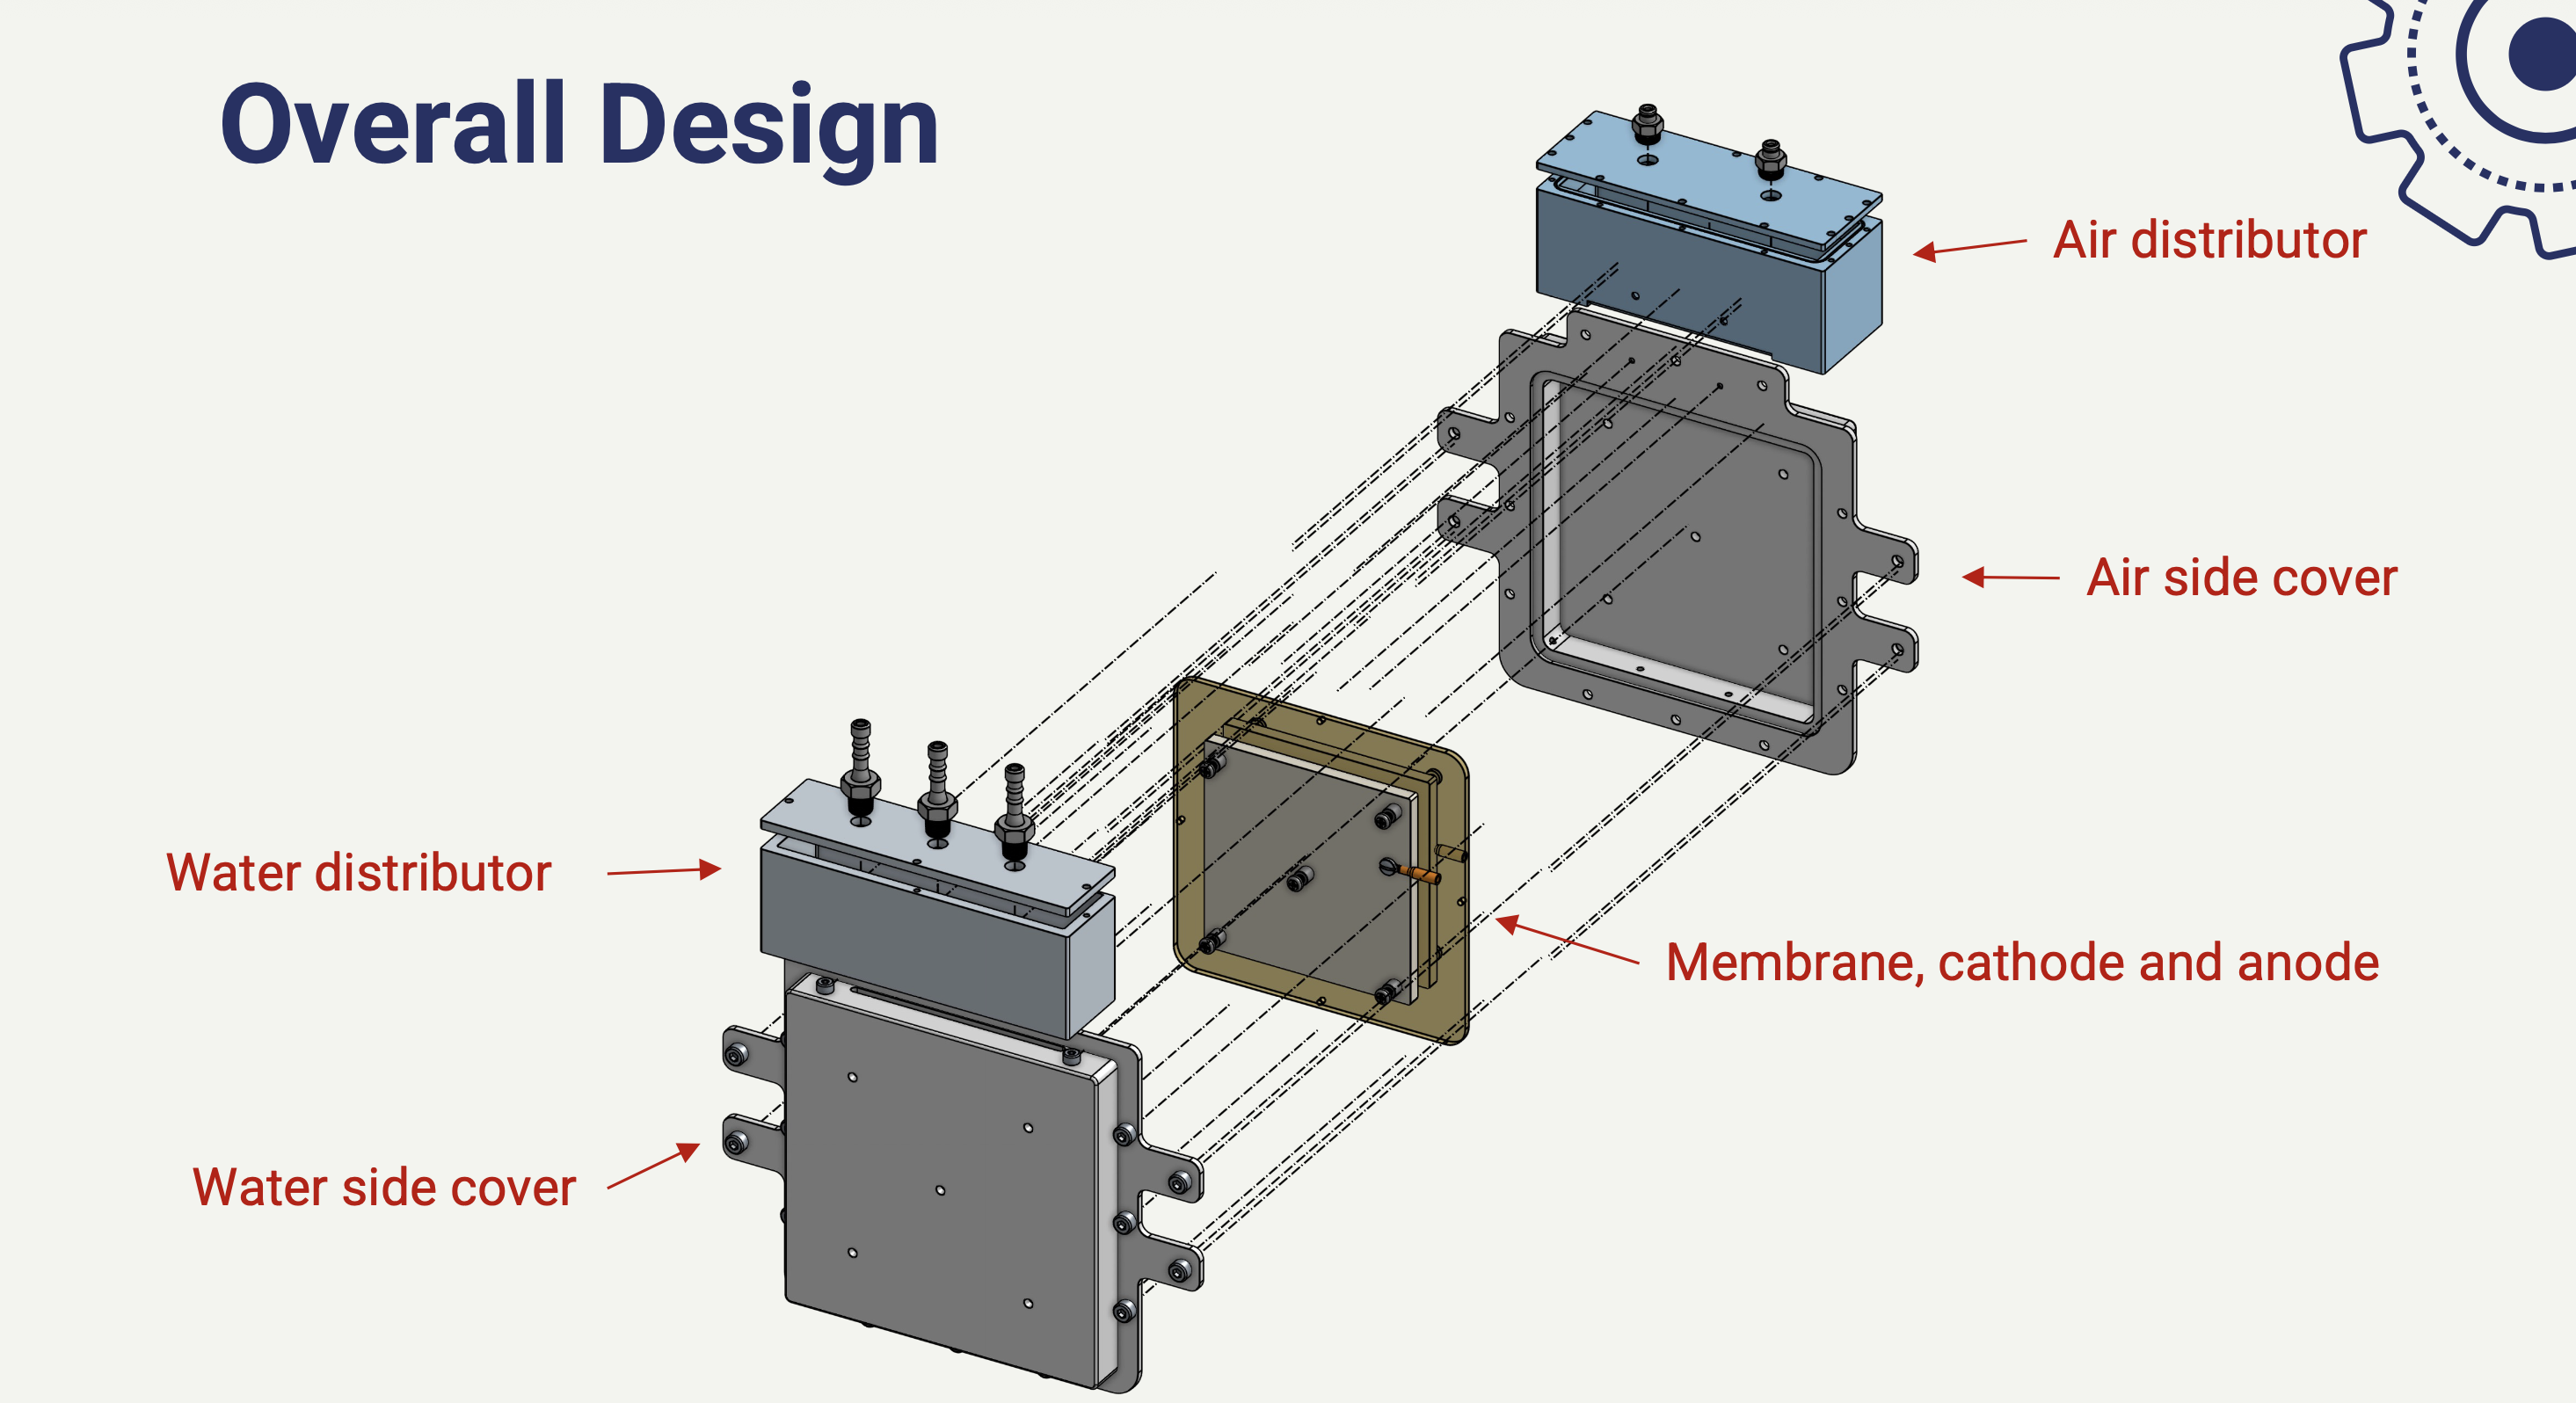 Overall Design
Air distributor
Air side cover
Water distributor
Membrane, cathode and anode
Water side cover